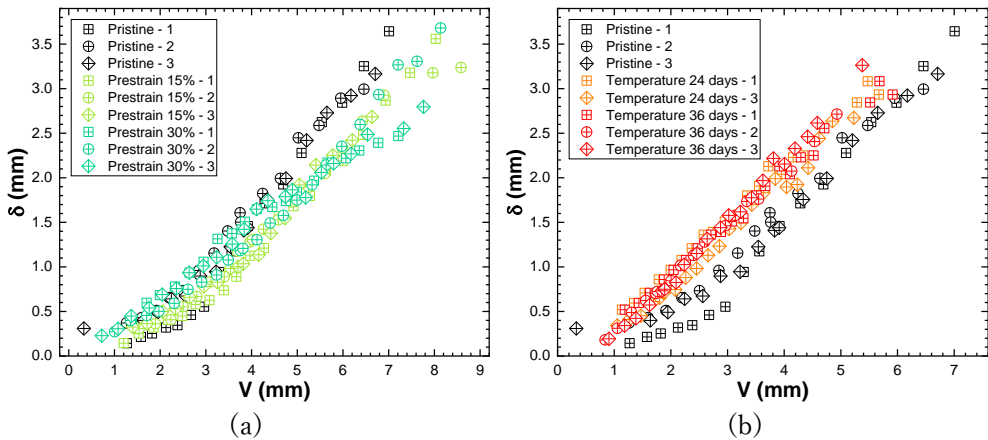 (a)
Pristine - 1
Pristine - 2
Pristine - 3
Prestrain 15% - 1
Prestrain 15% - 2
Prestrain 15% - 3
Prestrain 30% - 1
Prestrain 30% - 2
Prestrain 30% - 3
δ (mm)
3.5
3.0
2.5
2.0
1.5
1.0
0.5
0.0
0 1 2 3 4 5 6 7 8 9
V (mm)
(a)
(b)
Pristine - 1
Pristine - 2
Pristine - 3
Temperature 24 days - 1
Temperature 24 days - 3
Temperature 36 days - 1
Temperature 36 days - 2
Temperature 36 days - 3
δ (mm)
3.5
3.0
2.5
2.0
1.5
1.0
0.5
0.0
0 1 2 3 4 5 6 7
V (mm)
(b)